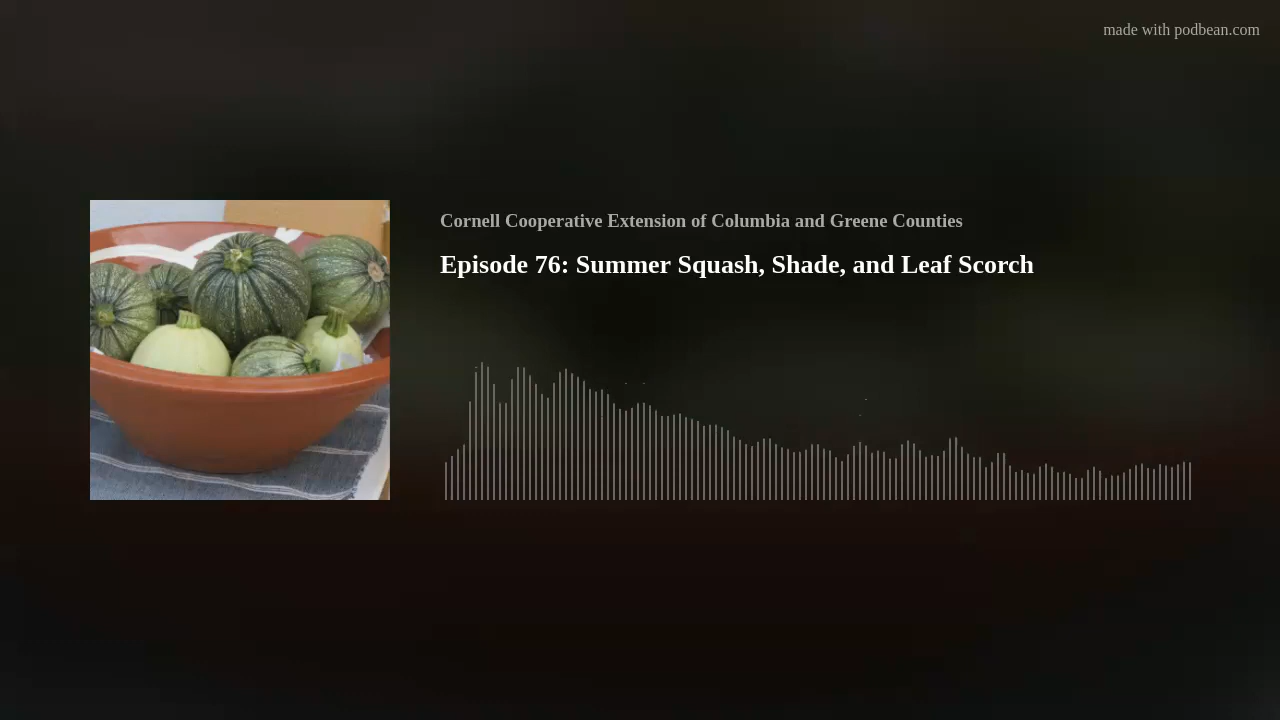 made with podbean.com
Cornell Cooperative Extension of Columbia and Greene Counties
Episode 76: Summer Squash, Shade, and Leaf Scorch